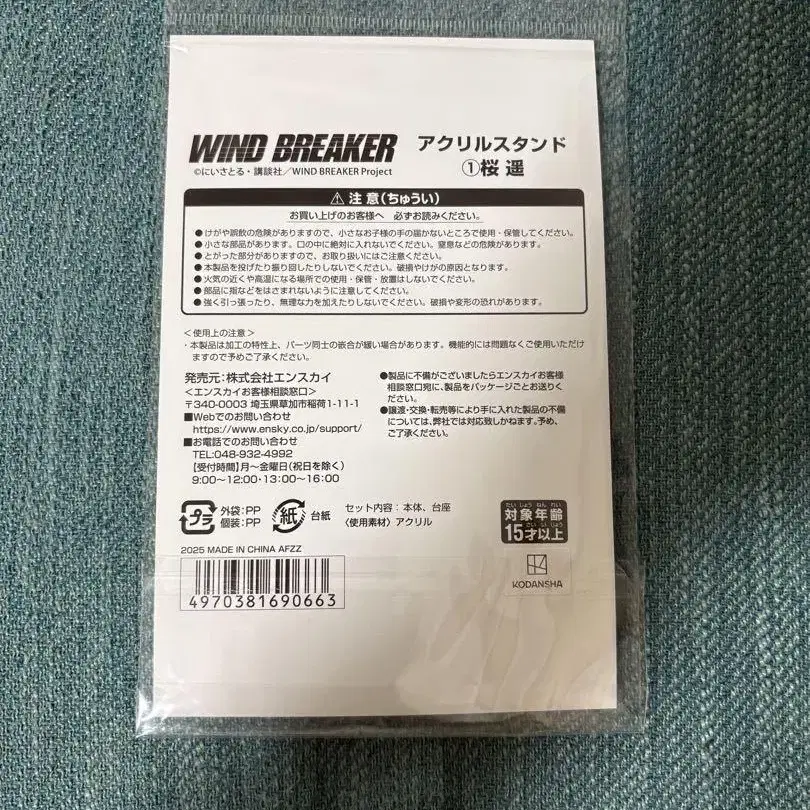 WIND BREAKER
©にいさとる・講談社／WIND BREAKER Project
アクリルスタンド
①桜 遥
⚠注意(ちゅうい)
お買い上げのお客様へ 必ずお読みください。
●けがや誤飲の危険がありますので、小さなお子様の手の届かないところで使用・保管してください。
●小さな部品があります。口の中に絶対に入れないでください。窒息などの危険があります。
●とがった部分がありますので、お取り扱いにはご注意ください。
●本製品を投げたり振り回したりしないでください。破損やけがの原因となります。
●火気の近くや高温になる場所での使用・保管・放置はしないでください。
●部品に指などをはさまれないように注意してください。
●強く引っ張ったり、無理な力を加えたりしないでください。破損や変形の恐れがあります。
＜使用上の注意＞
・本製品は加工の特性上、パーツ同士の嵌合が緩い場合があります。機能的には問題なくご使用いただけ
ますので予めご了承ください。
発売元：株式会社エンスカイ
＜エンスカイお客様相談窓口＞
〒340-0003 埼玉県草加市稲荷1-11-1
■Webでのお問い合わせ
https://www.ensky.co.jp/support/
■お電話でのお問い合わせ
TEL:048-932-4992
【受付時間】月〜金曜日(祝日を除く)
9:00〜12:00・13:00〜16:00
●製品に不備がございましたらエンスカイお客様
相談窓口宛に、製品をパッケージごとお送りく
ださい。
●譲渡・交換・転売等により手に入れた製品の不備
については、弊社では対応致しかねます。予め、
ご了承ください。
プラ
外袋：PP
個装：PP
紙
台紙
セット内容：本体、台座
〈使用素材〉アクリル
たいしょうねんれい
対象年齢
さいいじょう
15才以上
2025 MADE IN CHINA AFZZ
4970381690663
KODANSHA